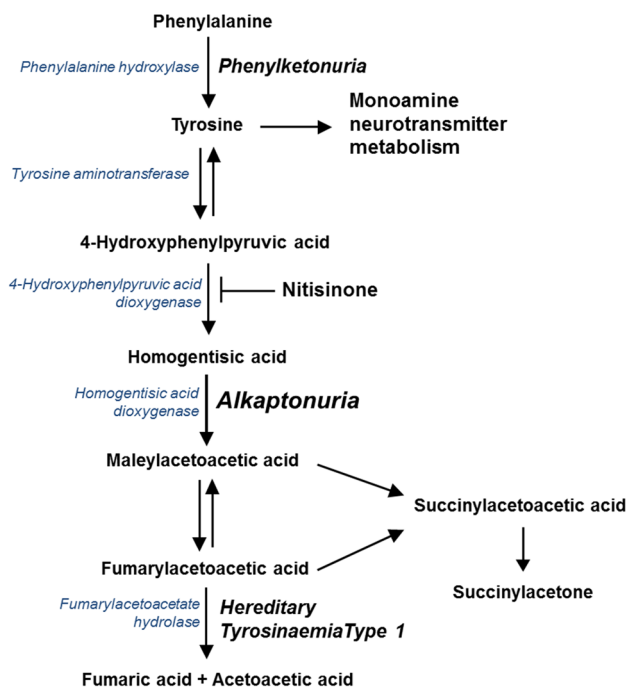 Phenylalanine
Phenylalanine hydroxylase
Phenylketonuria
Tyrosine
Monoamine
neurotransmitter
metabolism
Tyrosine aminotransferase
4-Hydroxyphenylpyruvic acid
4-Hydroxyphenylpyruvic acid
dioxygenase
Nitisinone
Homogentisic acid
Homogentisic acid
dioxygenase
Alkaptonuria
Maleylacetoacetic acid
Succinylacetoacetic acid
Fumarylacetoacetic acid
Succinylacetone
Fumarylacetoacetate
hydrolase
Hereditary
TyrosinaemiaType 1
Fumaric acid + Acetoacetic acid